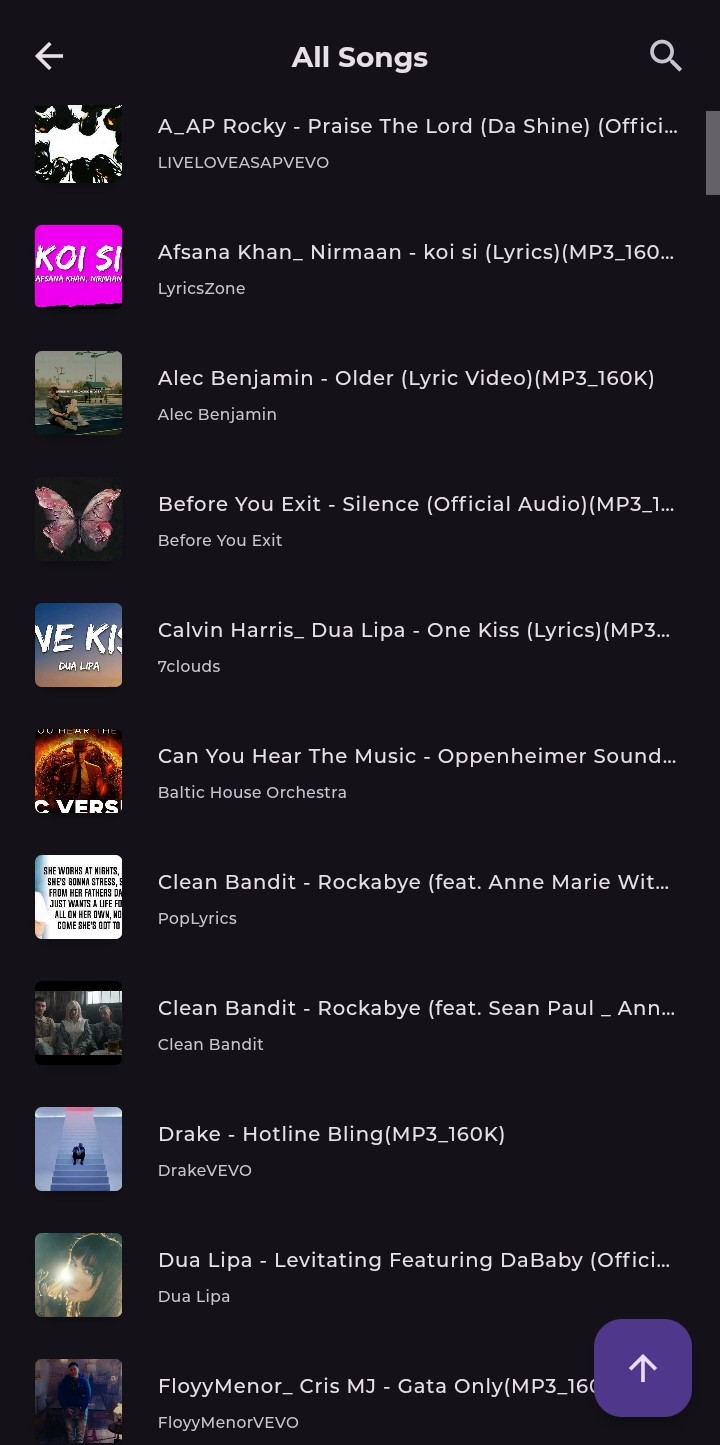 All Songs
A_AP Rocky - Praise The Lord (Da Shine) (Offici...
LIVELOVEASAPVEVO
KOI SI
AFSANA KHAN, NIRMAAN
Afsana Khan_ Nirmaan - koi si (Lyrics)(MP3_160...
LyricsZone
Alec Benjamin - Older (Lyric Video)(MP3_160K)
Alec Benjamin
Before You Exit - Silence (Official Audio)(MP3_1...
Before You Exit
NE KIS
DUA LIPA
Calvin Harris_ Dua Lipa - One Kiss (Lyrics)(MP3...
7clouds
OU HEAR THE
C VERS
Can You Hear The Music - Oppenheimer Sound...
Baltic House Orchestra
SHE WORKS AT NIGHTS,
SHE'S GONNA STRESS, S
FROM HER FATHERS DA
JUST WANTS A LIFE FO
ALL ON HER OWN, NO
COME SHE'S GOT TO
Clean Bandit - Rockabye (feat. Anne Marie Wit...
PopLyrics
Clean Bandit - Rockabye (feat. Sean Paul _ Ann...
Clean Bandit
Drake - Hotline Bling(MP3_160K)
DrakeVEVO
Dua Lipa - Levitating Featuring DaBaby (Offici...
Dua Lipa
FloyyMenor_ Cris MJ - Gata Only(MP3_160
FloyyMenorVEVO